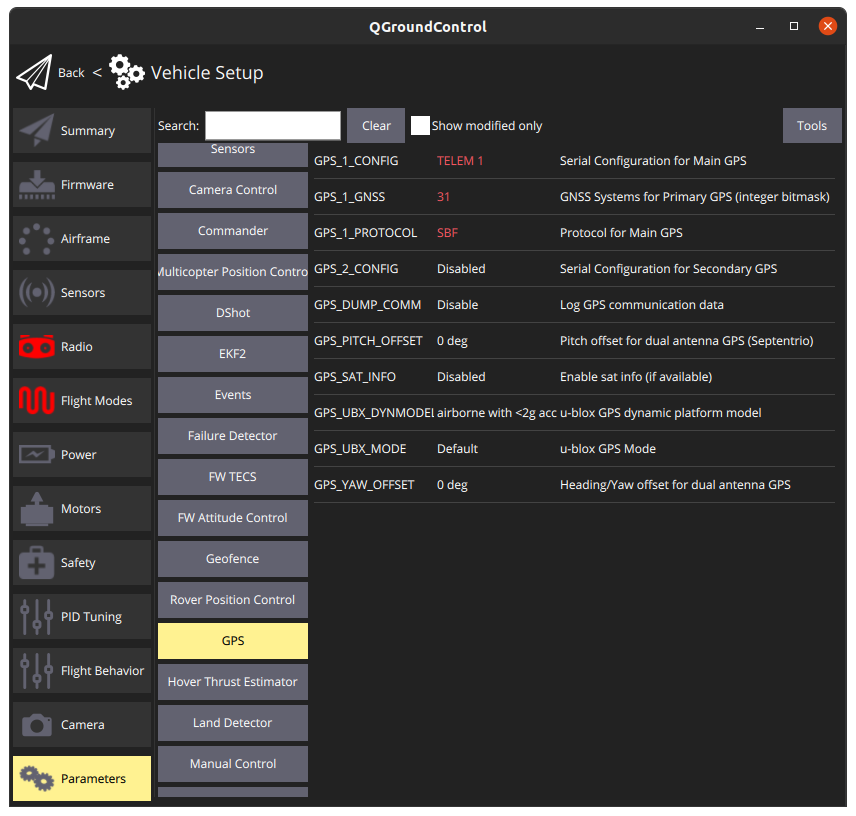 QGroundControl
Back < Vehicle Setup
Summary
Firmware
Airframe
Sensors
Radio
Flight Modes
Power
Motors
Safety
PID Tuning
Flight Behavior
Camera
Parameters
Search: Clear Show modified only Tools
Sensors
Camera Control
Commander
Multicopter Position Contro
DShot
EKF2
Events
Failure Detector
FW TECS
FW Attitude Control
Geofence
Rover Position Control
GPS
Hover Thrust Estimator
Land Detector
Manual Control
GPS_1_CONFIG TELEM 1 Serial Configuration for Main GPS
GPS_1_GNSS 31 GNSS Systems for Primary GPS (integer bitmask)
GPS_1_PROTOCOL SBF Protocol for Main GPS
GPS_2_CONFIG Disabled Serial Configuration for Secondary GPS
GPS_DUMP_COMM Disable Log GPS communication data
GPS_PITCH_OFFSET 0 deg Pitch offset for dual antenna GPS (Septentrio)
GPS_SAT_INFO Disabled Enable sat info (if available)
GPS_UBX_DYNMODEL airborne with <2g acc u-blox GPS dynamic platform model
GPS_UBX_MODE Default u-blox GPS Mode
GPS_YAW_OFFSET 0 deg Heading/Yaw offset for dual antenna GPS